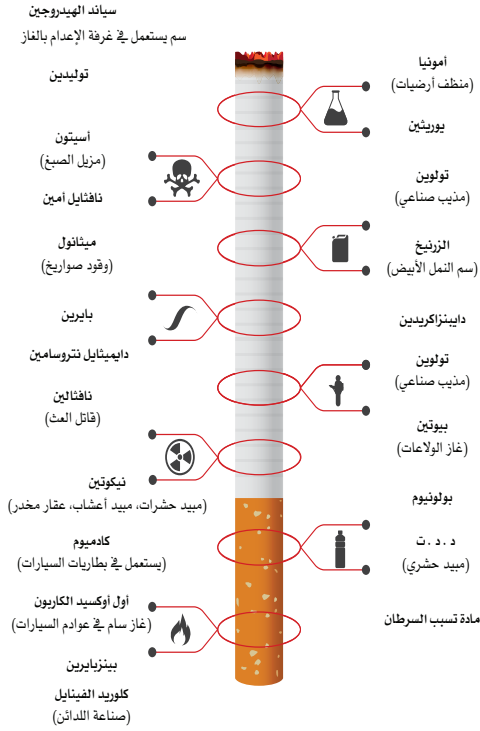 سياند الهيدروجين
سم يستعمل في غرفة الإعدام بالغاز
توليدين
أسيتون
(مزيل الصبغ)
نافثايل أمين
ميثانول
(وقود صواريخ)
بايرين
دايميثايل نتروسامين
نافثالين
(قاتل العث)
نيكوتين
(مبيد حشرات، مبيد أعشاب، عقار مخدر)
كادميوم
(يستعمل في بطاريات السيارات)
أول أوكسيد الكاربون
(غاز سام في عوادم السيارات)
بينزبايرين
كلوريد الفينايل
(صناعة اللدائن)
أمونيا
(منظف أرضيات)
يوريثين
تولوين
(مذيب صناعي)
الزرنيخ
(سم النمل الأبيض)
دايبنزاكريدين
تولوين
(مذيب صناعي)
بيوتين
(غاز الولاعات)
بولونيوم
د.د.ت
(مبيد حشري)
مادة تسبب السرطان